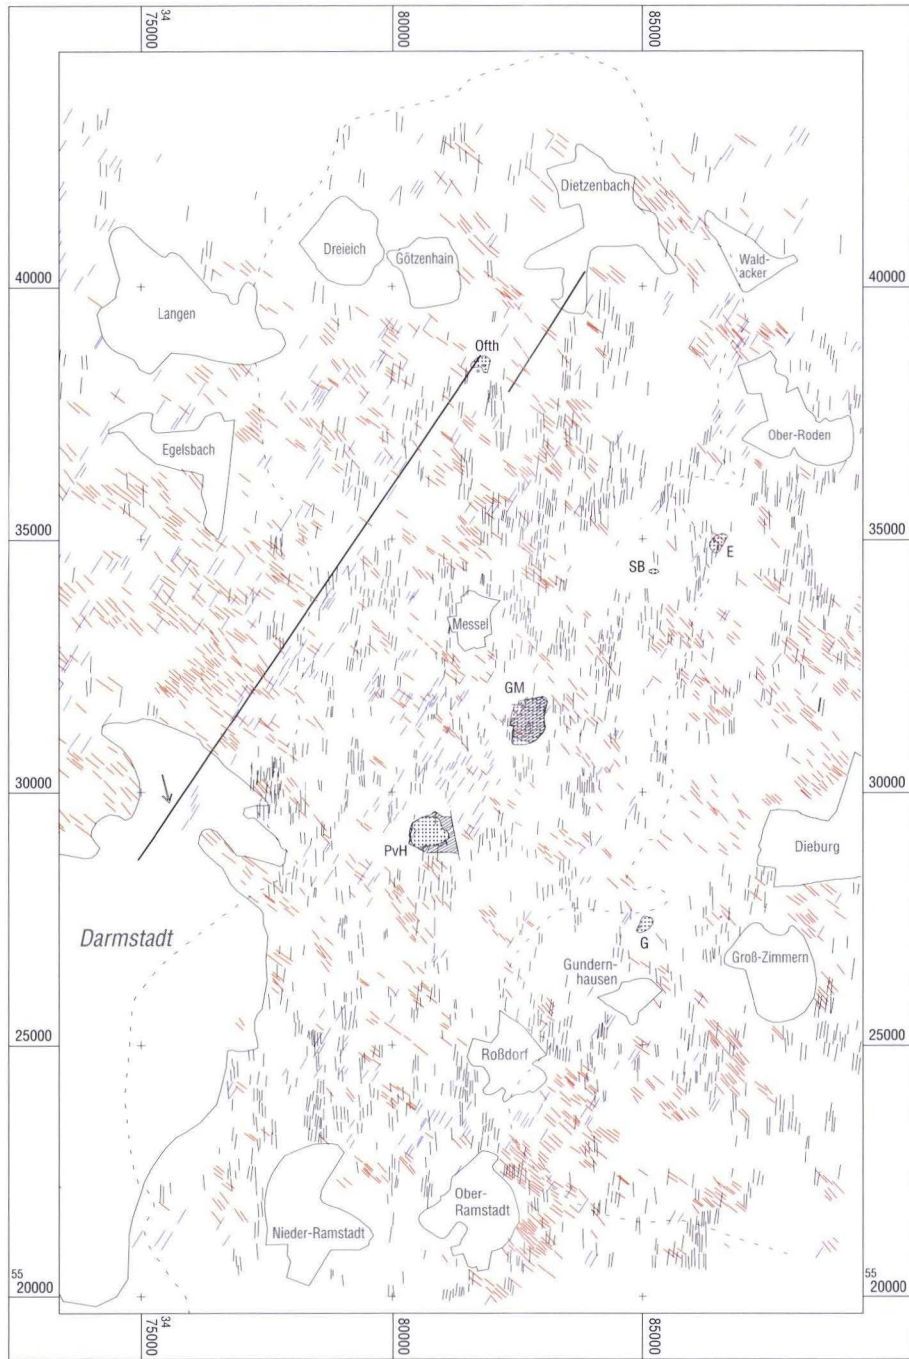 34
75000
80000
85000
Dietzenbach
Dreieich
Götzenhain
Wald-
acker
40000
40000
Langen
Ofth
Egelsbach
Ober-Roden
35000
35000
E
SB
Messel
GM
30000
30000
PvH
Dieburg
Darmstadt
G
Gundern-
hausen
Groß-Zimmern
25000
25000
Roßdorf
Ober-
Ramstadt
Nieder-Ramstadt
55
20000
55
20000
34
75000
80000
85000